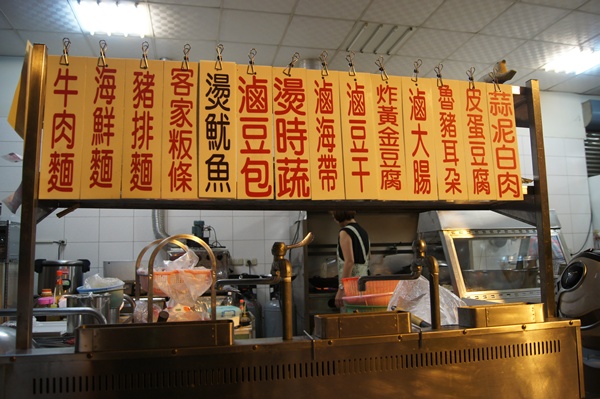 牛肉麵
海鮮麵
豬排麵
客家粄條
燙魷魚
滷豆包
燙時蔬
滷海帶
滷豆干
炸黃金豆腐
滷大腸
魯豬耳朵
皮蛋豆腐
蒜泥白肉